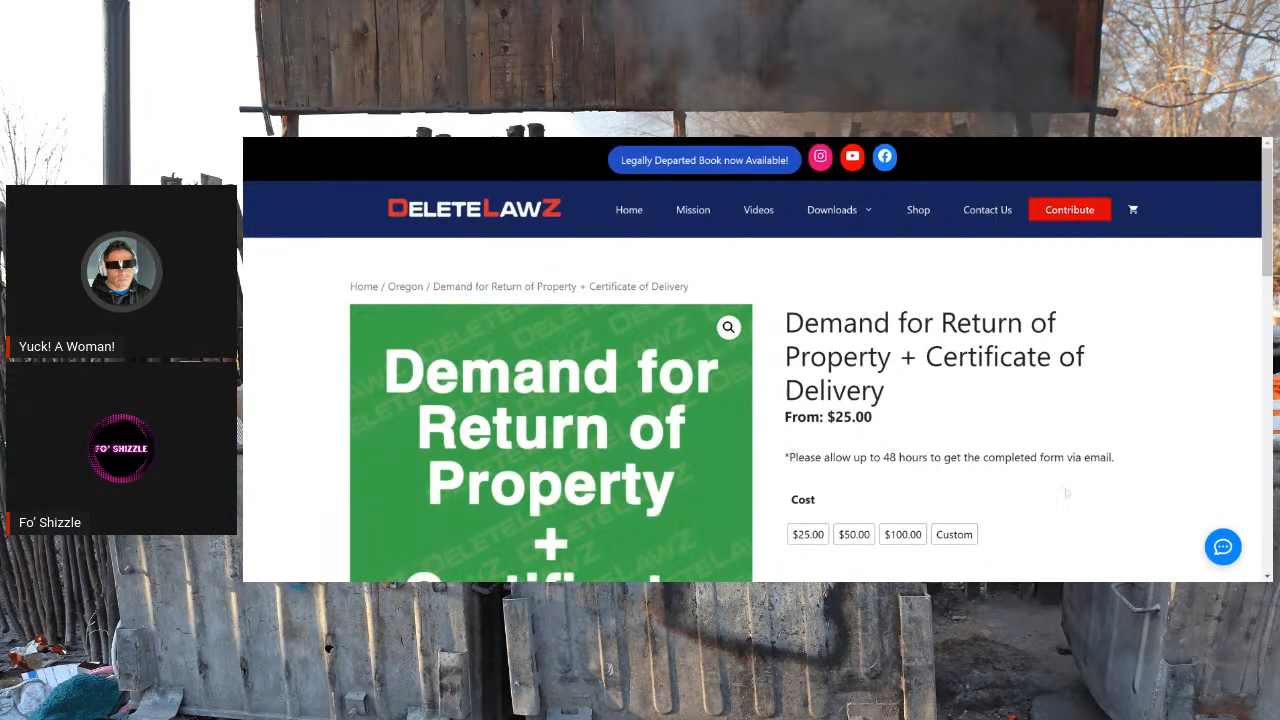 Legally Departed Book now Available!
DELETELAWZ
Home Mission Videos Downloads Shop Contact Us Contribute
Home / Oregon / Demand for Return of Property + Certificate of Delivery
Demand for
Return of
Property
+
Demand for Return of
Property + Certificate of
Delivery
From: $25.00
*Please allow up to 48 hours to get the completed form via email.
Cost
$25.00 $50.00 $100.00 Custom
Yuck! A Woman!
FO' SHIZZLE
Fo' Shizzle